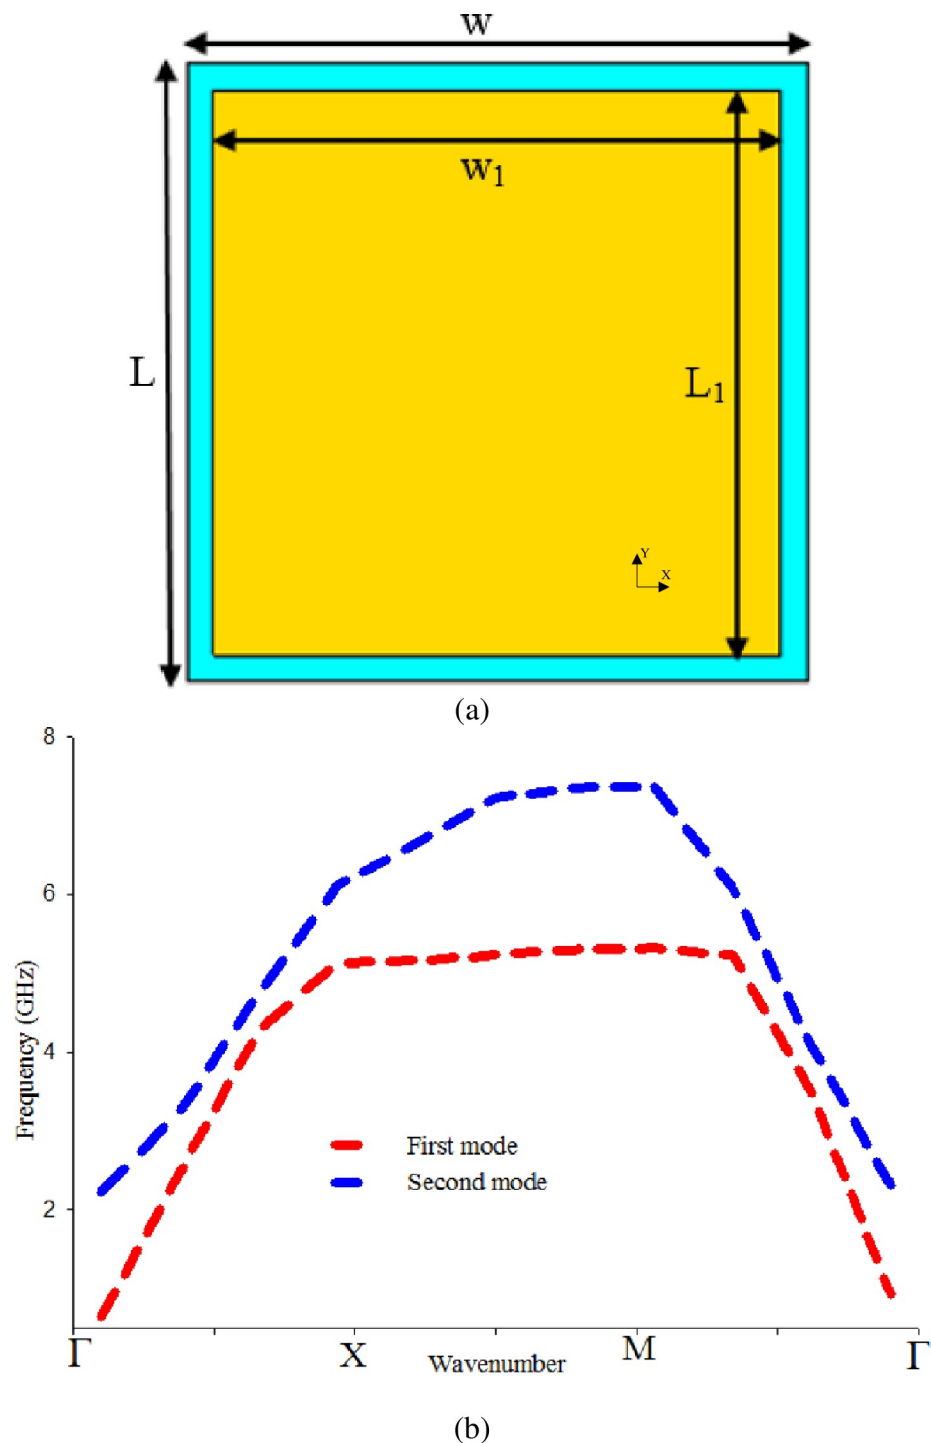 w
w₁
L
L₁
Y
X
(a)
8
6
4
2
Frequency (GHz)
First mode
Second mode
Γ
X
M
Γ
Wavenumber
(b)